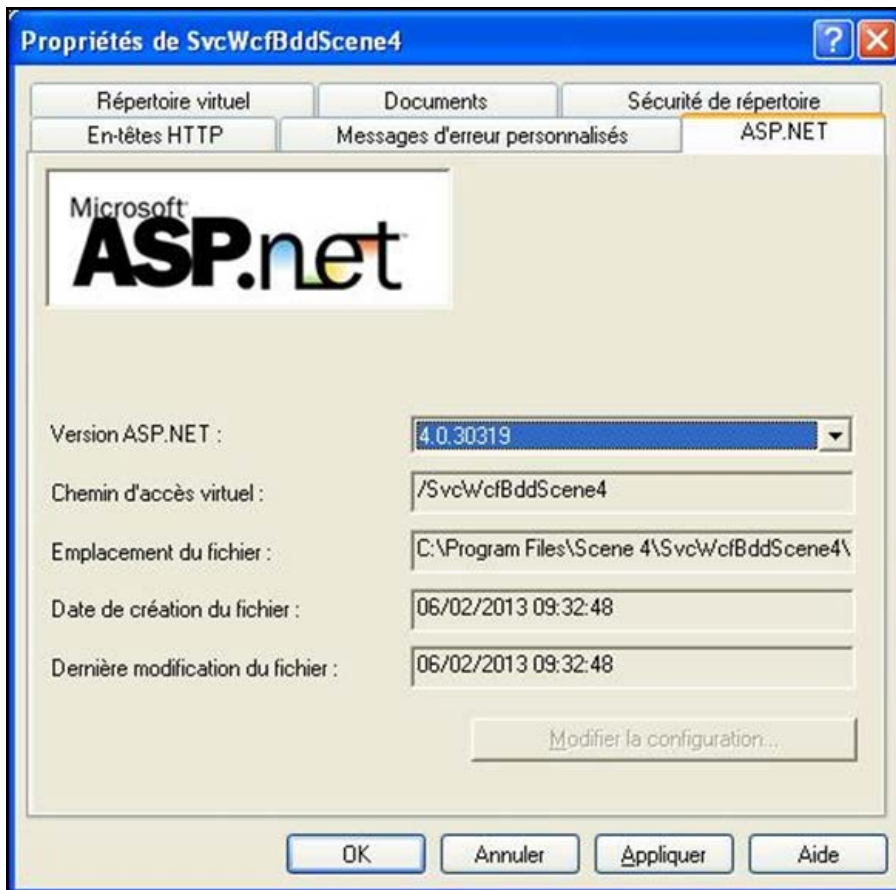 Propriétés de SvcWcfBddScene4
Répertoire virtuel
Documents
Sécurité de répertoire
En-têtes HTTP
Messages d'erreur personnalisés
ASP.NET
Microsoft
ASP.net
Version ASP.NET :
4.0.30319
Chemin d'accès virtuel :
/SvcWcfBddScene4
Emplacement du fichier :
C:\Program Files\Scene 4\SvcWcfBddScene4\
Date de création du fichier :
06/02/2013 09:32:48
Dernière modification du fichier :
06/02/2013 09:32:48
Modifier la configuration...
OK
Annuler
Appliquer
Aide